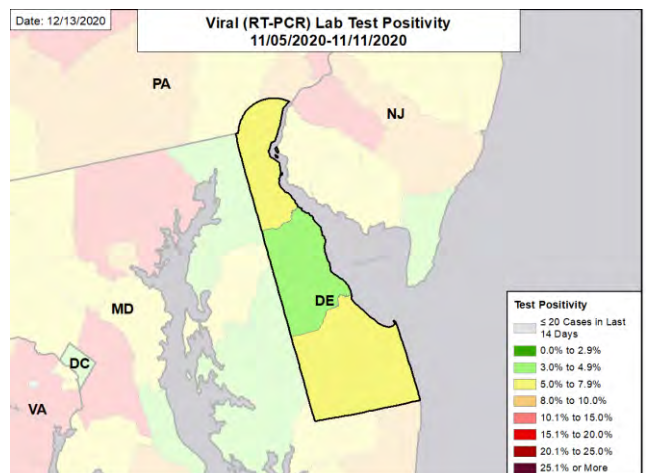 Date: 12/13/2020
Viral (RT-PCR) Lab Test Positivity
11/05/2020-11/11/2020
PA
NJ
DE
MD
DC
VA
Test Positivity
≤ 20 Cases in Last
14 Days
0.0% to 2.9%
3.0% to 4.9%
5.0% to 7.9%
8.0% to 10.0%
10.1% to 15.0%
15.1% to 20.0%
20.1% to 25.0%
25.1% or More